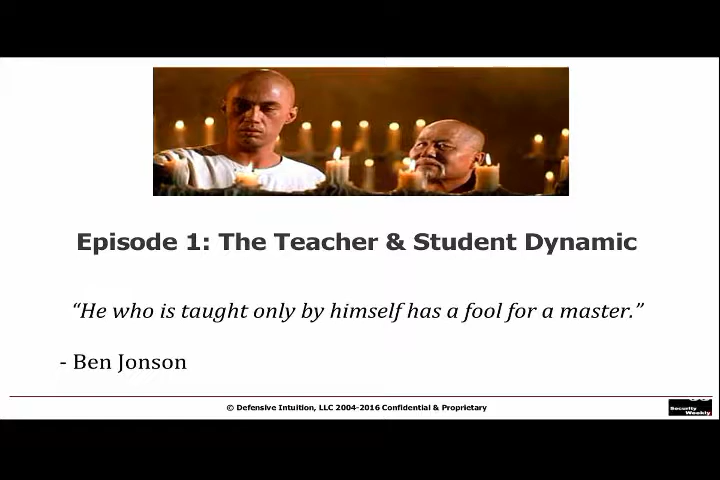 Episode 1: The Teacher & Student Dynamic
“He who is taught only by himself has a fool for a master.”
- Ben Jonson
© Defensive Intuition, LLC 2004-2016 Confidential & Proprietary
Security
Weekly